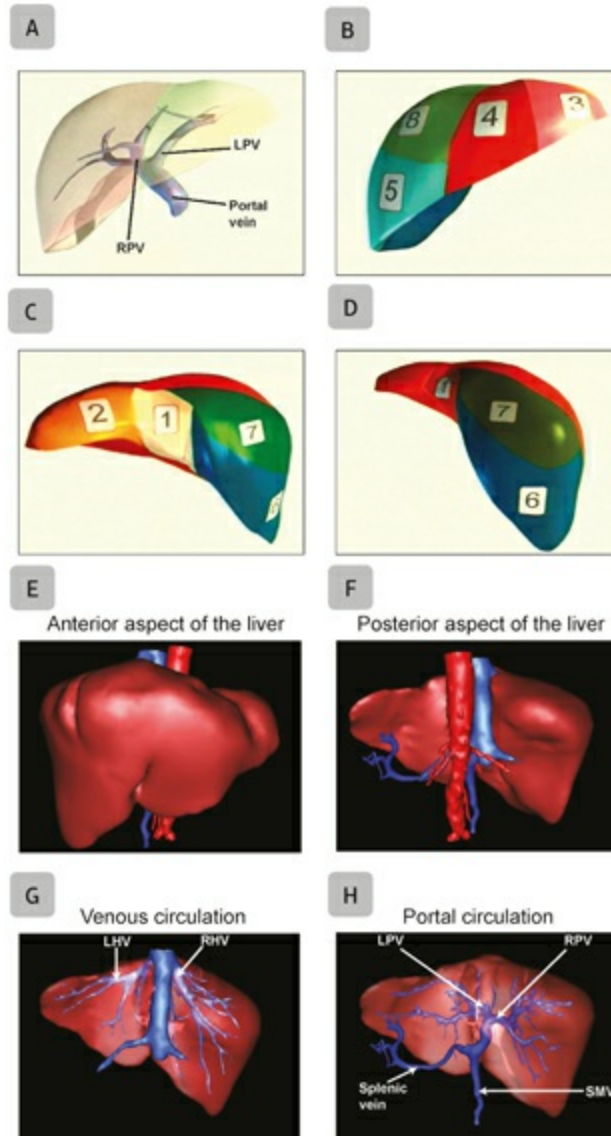 A
B
LPV
Portal
vein
RPV
8
4
3
5
C
D
2
1
7
7
6
E
F
Anterior aspect of the liver
Posterior aspect of the liver
G
H
Venous circulation
Portal circulation
LHV
RHV
LPV
RPV
Splenic
vein
SMV